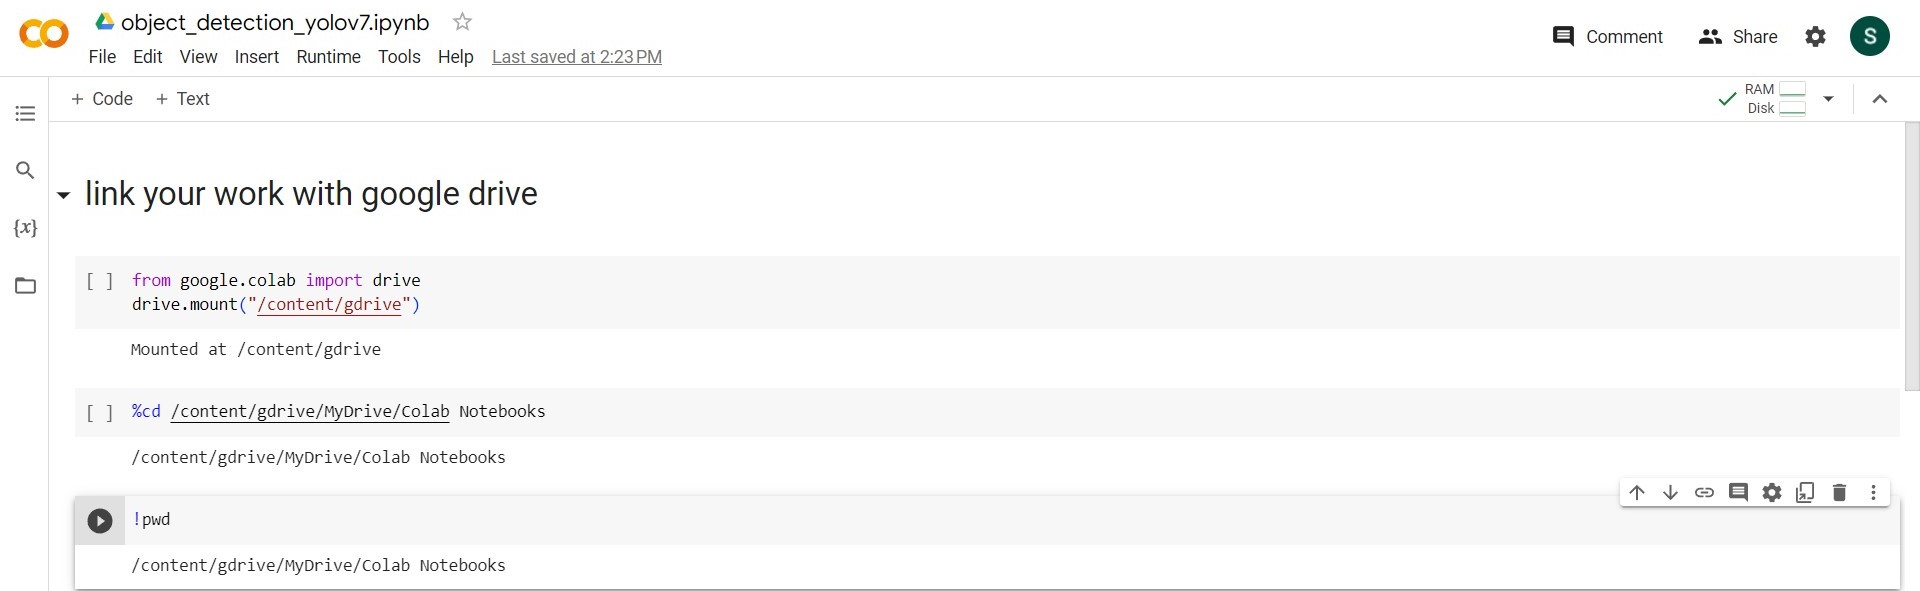 object_detection_yolov7.ipynb
File Edit View Insert Runtime Tools Help Last saved at 2:23 PM
Comment Share S
+ Code + Text
RAM
Disk
link your work with google drive
{x}
[ ] from google.colab import drive
drive.mount("/content/gdrive")
Mounted at /content/gdrive
[ ] %cd /content/gdrive/MyDrive/Colab Notebooks
/content/gdrive/MyDrive/Colab Notebooks
!pwd
/content/gdrive/MyDrive/Colab Notebooks